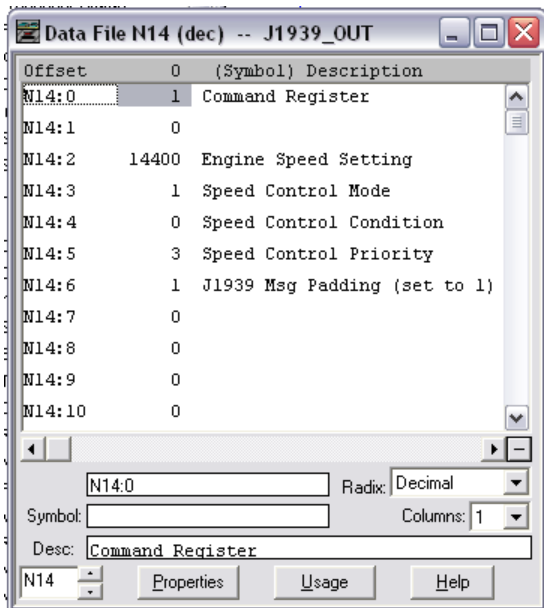 Data File N14 (dec) -- J1939_OUT
Offset 0 (Symbol) Description
N14:0 1 Command Register
N14:1 0
N14:2 14400 Engine Speed Setting
N14:3 1 Speed Control Mode
N14:4 0 Speed Control Condition
N14:5 3 Speed Control Priority
N14:6 1 J1939 Msg Padding (set to 1)
N14:7 0
N14:8 0
N14:9 0
N14:10 0
N14:0 Radix: Decimal
Symbol: Columns: 1
Desc: Command Register
N14 Properties Usage Help